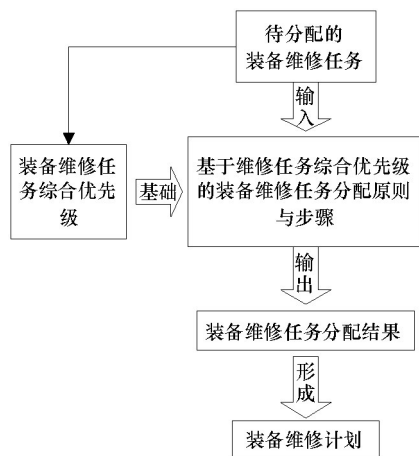 待分配的
装备维修任务
输
入
装备维修任
务综合优先
级
基础
基于维修任务综合优先级
的装备维修任务分配原则
与步骤
输
出
装备维修任务分配结果
形
成
装备维修计划